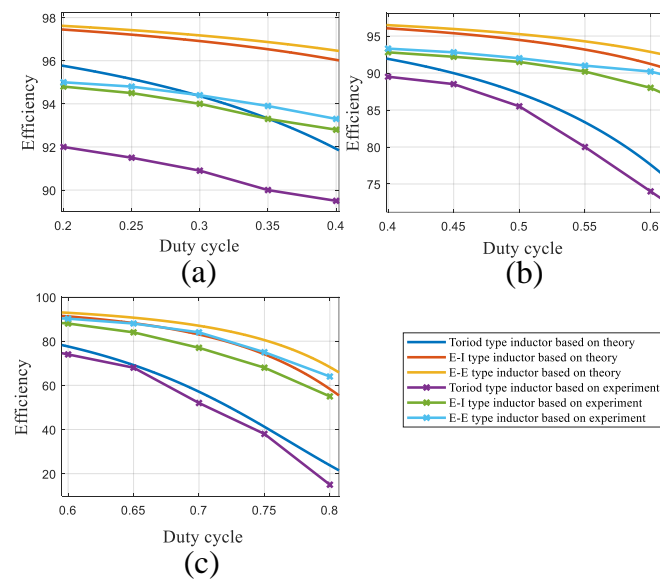 98
96
94
92
90
Efficiency
0.2
0.25
0.3
0.35
0.4
Duty cycle
(a)
95
90
85
80
75
Efficiency
0.4
0.45
0.5
0.55
0.6
Duty cycle
(b)
100
80
60
40
20
Efficiency
0.6
0.65
0.7
0.75
0.8
Duty cycle
(c)
Toriod type inductor based on theory
E-I type inductor based on theory
E-E type inductor based on theory
Toriod type inductor based on experiment
E-I type inductor based on experiment
E-E type inductor based on experiment